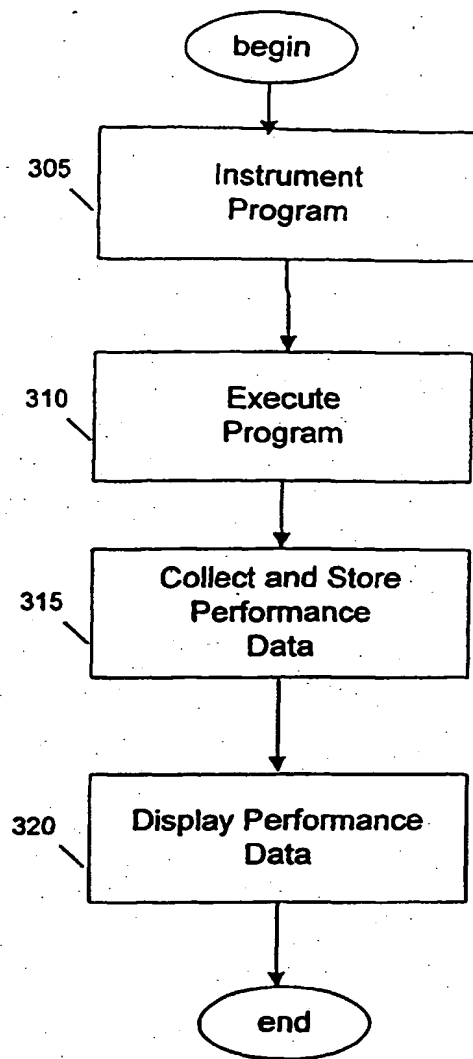 begin
305
Instrument
Program
310
Execute
Program
315
Collect and Store
Performance
Data
320
Display Performance
Data
end